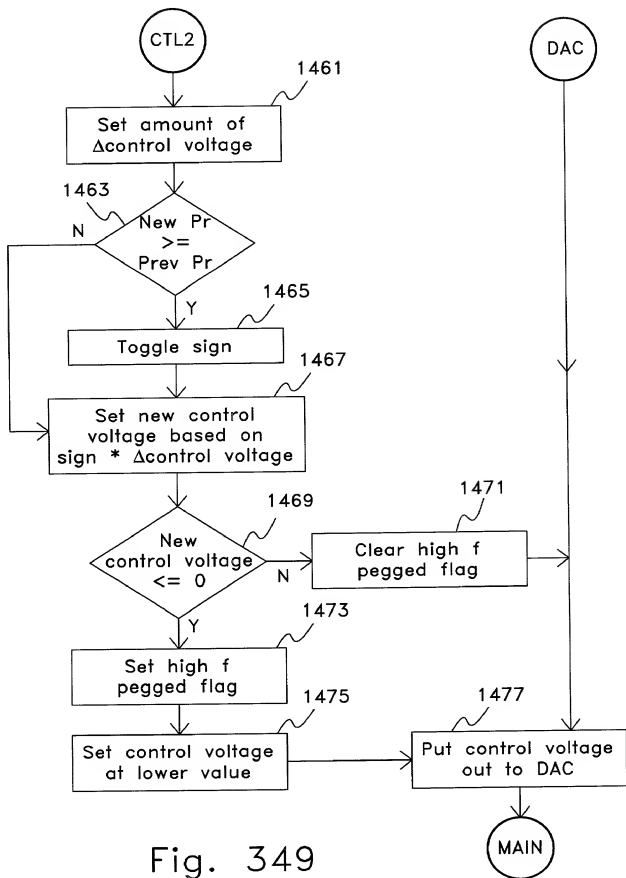 CTL2
DAC
1461
Set amount of
Δcontrol voltage
1463
New Pr
>=
Prev Pr
N
Y
1465
Toggle sign
1467
Set new control
voltage based on
sign * Δcontrol voltage
1469
New
control voltage
<= 0
N
Y
1471
Clear high f
pegged flag
1473
Set high f
pegged flag
1475
Set control voltage
at lower value
1477
Put control voltage
out to DAC
MAIN
Fig. 349